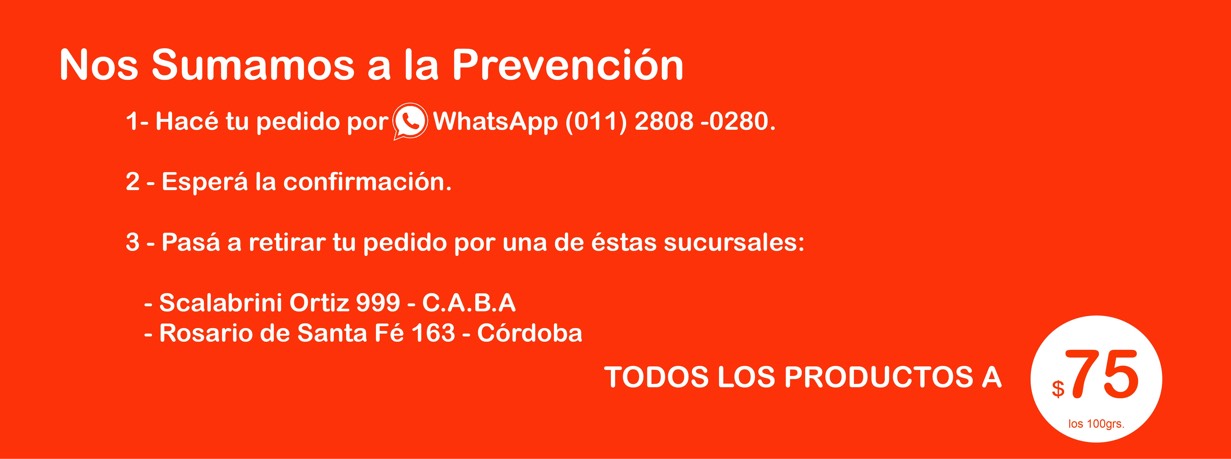 Nos Sumamos a la Prevención
1- Hacé tu pedido por WhatsApp (011) 2808 -0280.
2 - Esperá la confirmación.
3 - Pasá a retirar tu pedido por una de éstas sucursales:
- Scalabrini Ortiz 999 - C.A.B.A
- Rosario de Santa Fé 163 - Córdoba
TODOS LOS PRODUCTOS A
$75
los 100grs.